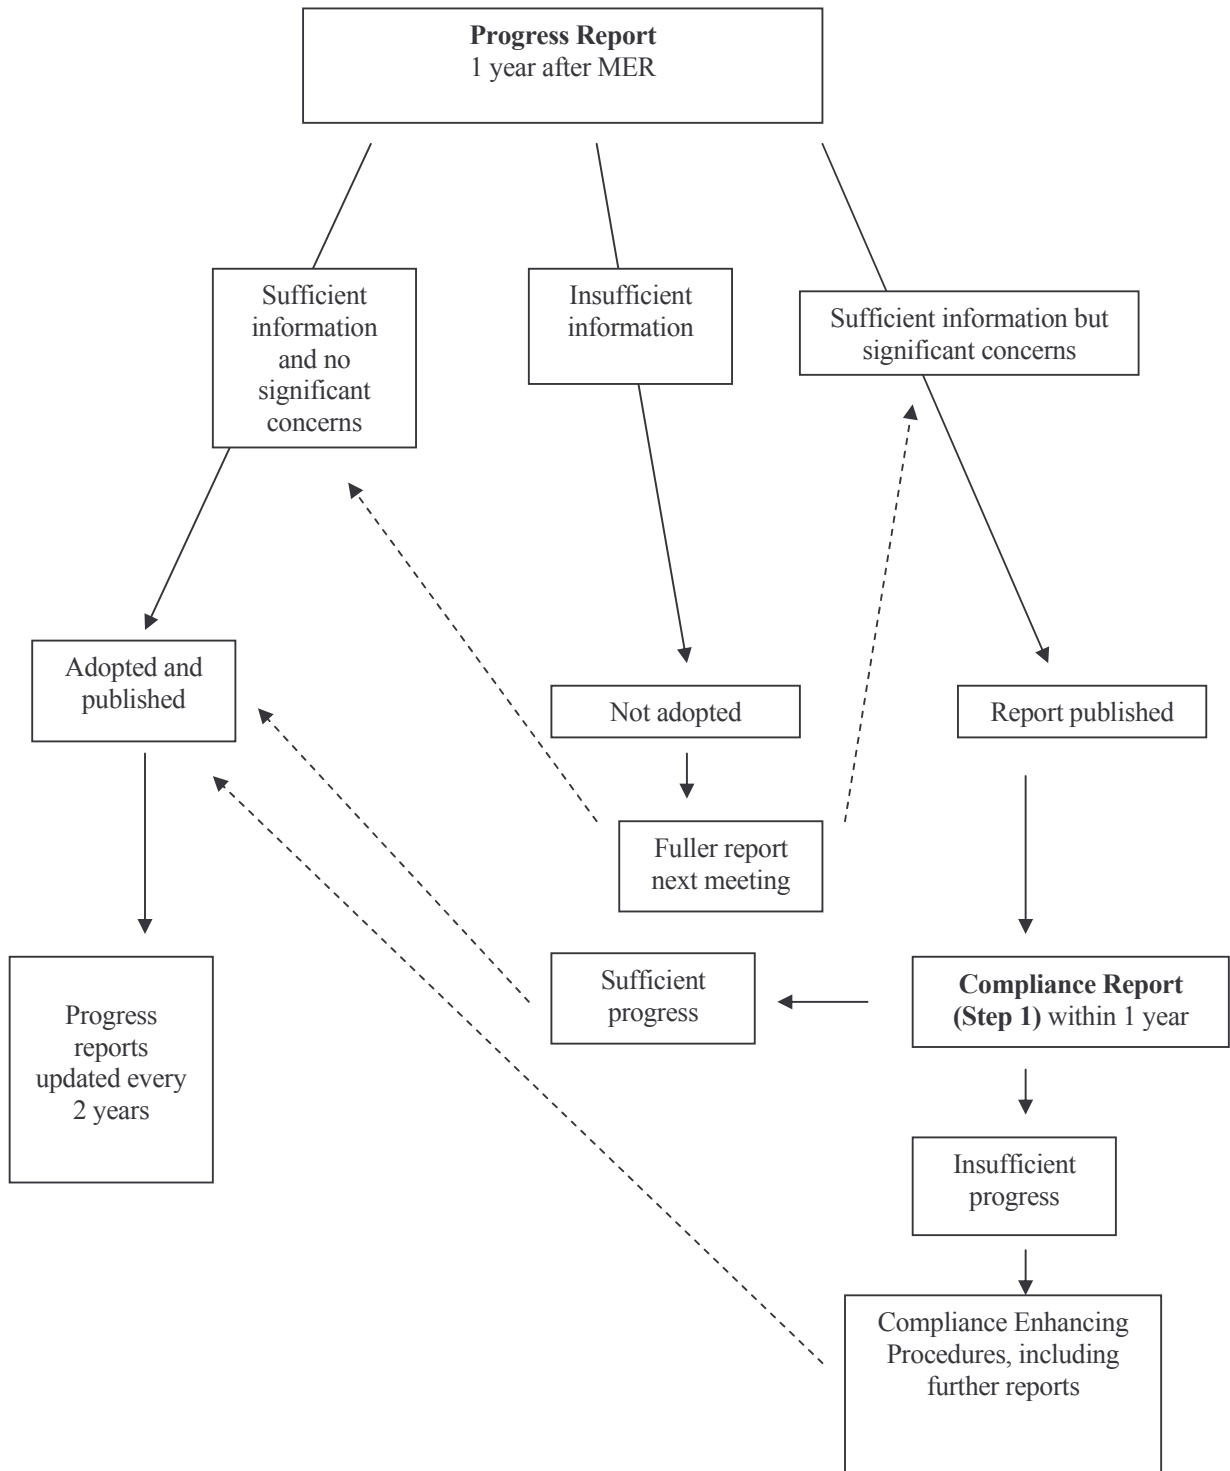 Progress Report
1 year after MER
Sufficient
information
and no
significant
concerns
Insufficient
information
Sufficient information but
significant concerns
Adopted and
published
Not adopted
Report published
Fuller report
next meeting
Progress
reports
updated every
2 years
Sufficient
progress
Compliance Report
(Step 1) within 1 year
Insufficient
progress
Compliance Enhancing
Procedures, including
further reports